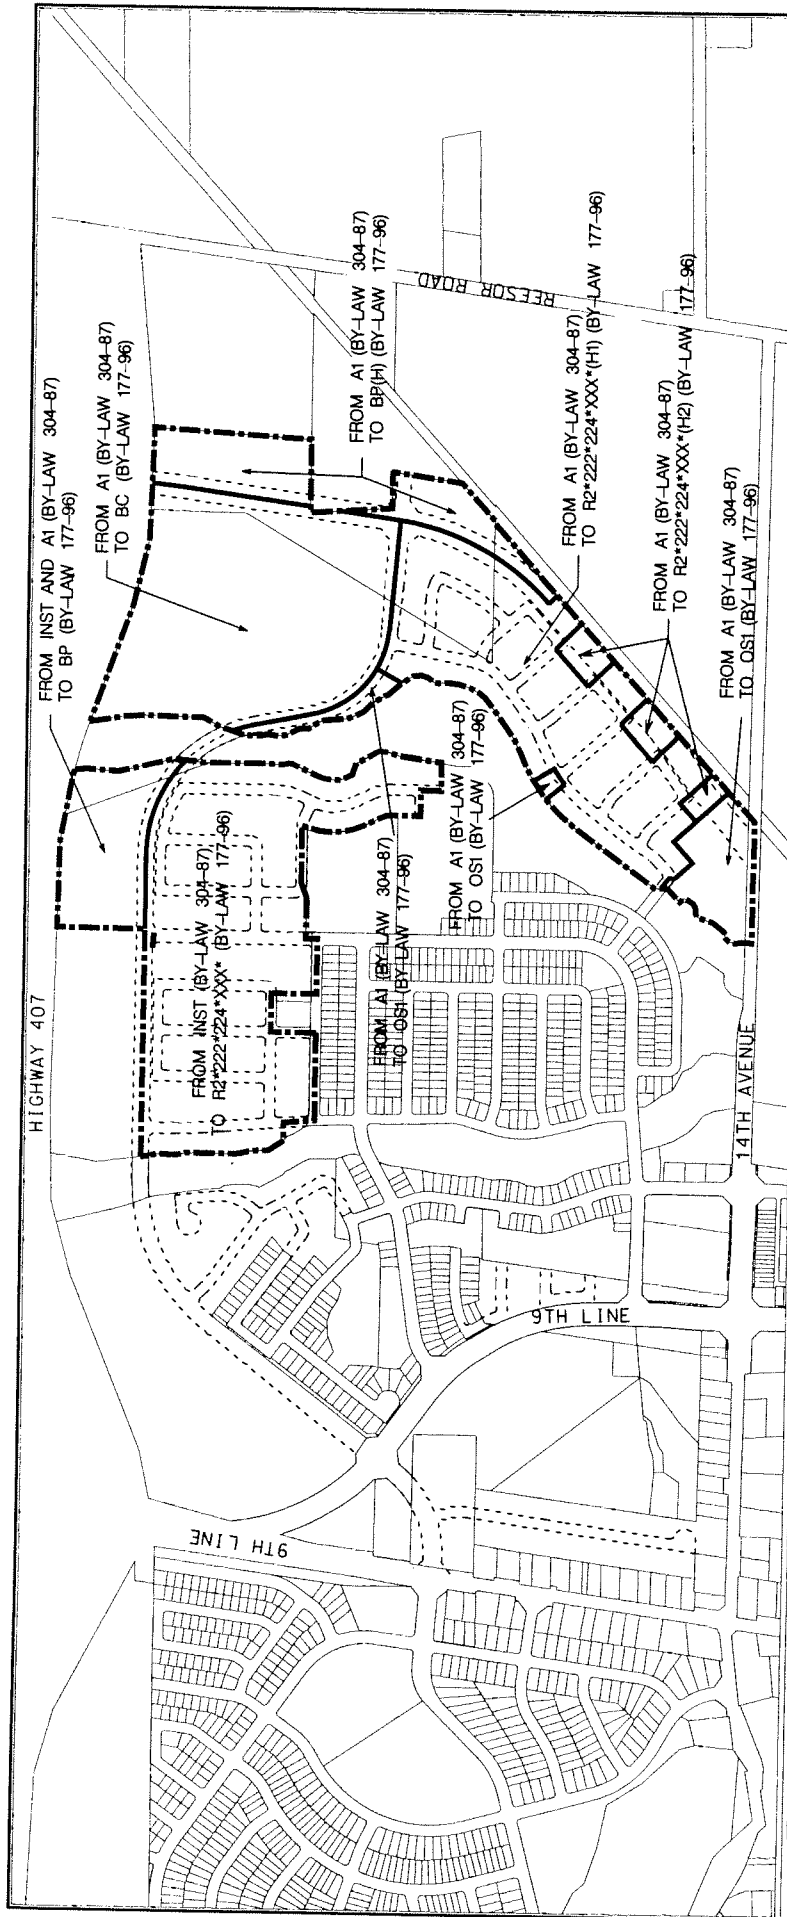 HIGHWAY 407
FROM INST AND A1 (BY-LAW 304-87)
TO BP (BY-LAW 177-96)
FROM A1 (BY-LAW 304-87)
TO BC (BY-LAW 177-96)
FROM A1 (BY-LAW 304-87)
TO BP(H) (BY-LAW 177-96)
REESOR ROAD
FROM A1 (BY-LAW 304-87)
TO R2*222*224*XXX*(H1) (BY-LAW 177-96)
FROM A1 (BY-LAW 304-87)
TO R2*222*224*XXX*(H2) (BY-LAW 177-96)
FROM A1 (BY-LAW 304-87)
TO OS1 (BY-LAW 177-96)
FROM A1 (BY-LAW 304-87)
TO OS1 (BY-LAW 177-96)
FROM A1 (BY-LAW 304-87)
TO OS1 (BY-LAW 177-96)
FROM INST (BY-LAW 304-87)
TO R2*222*224*XXX* (BY-LAW 177-96)
14TH AVENUE
9TH LINE
9TH LINE